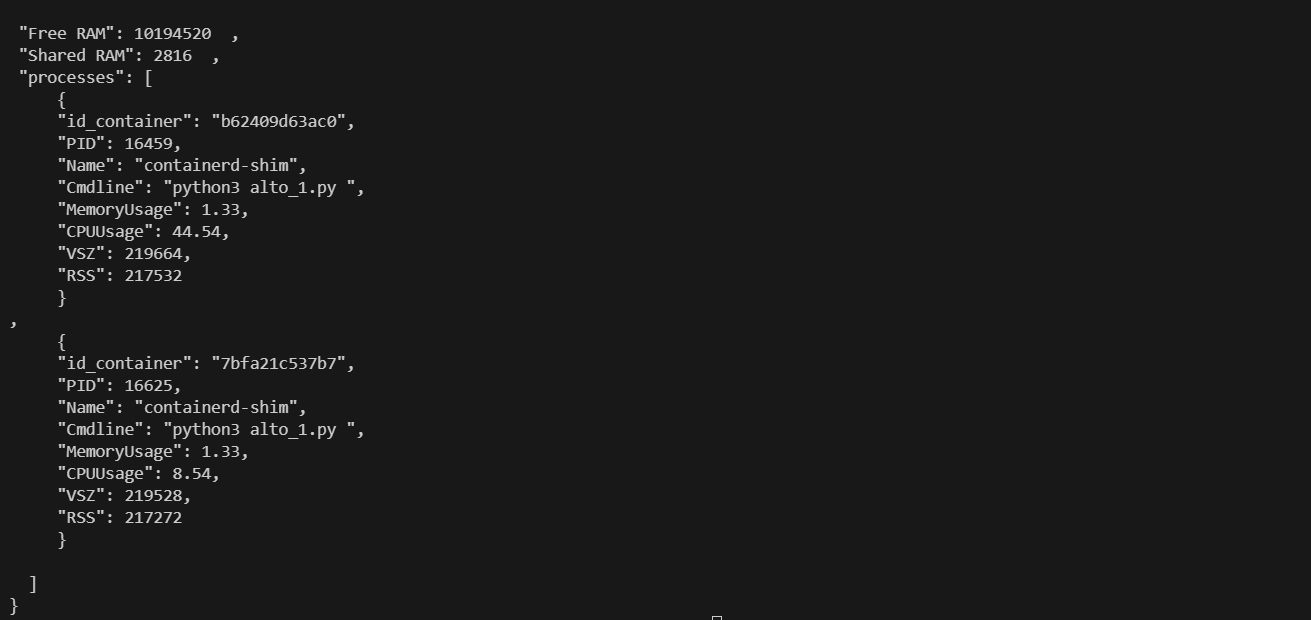 "Free RAM": 10194520  ,
"Shared RAM": 2816  ,
"processes": [
{
"id_container": "b62409d63ac0",
"PID": 16459,
"Name": "containerd-shim",
"Cmdline": "python3 alto_1.py ",
"MemoryUsage": 1.33,
"CPUUsage": 44.54,
"VSZ": 219664,
"RSS": 217532
}
,
{
"id_container": "7bfa21c537b7",
"PID": 16625,
"Name": "containerd-shim",
"Cmdline": "python3 alto_1.py ",
"MemoryUsage": 1.33,
"CPUUsage": 8.54,
"VSZ": 219528,
"RSS": 217272
}
]
}